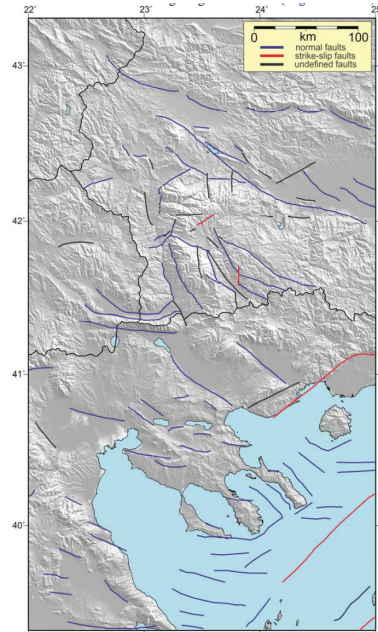 22' 23' 24' 25
0 100
km
normal faults
strike-slip faults
undefined faults
43'
42'
41'
40'